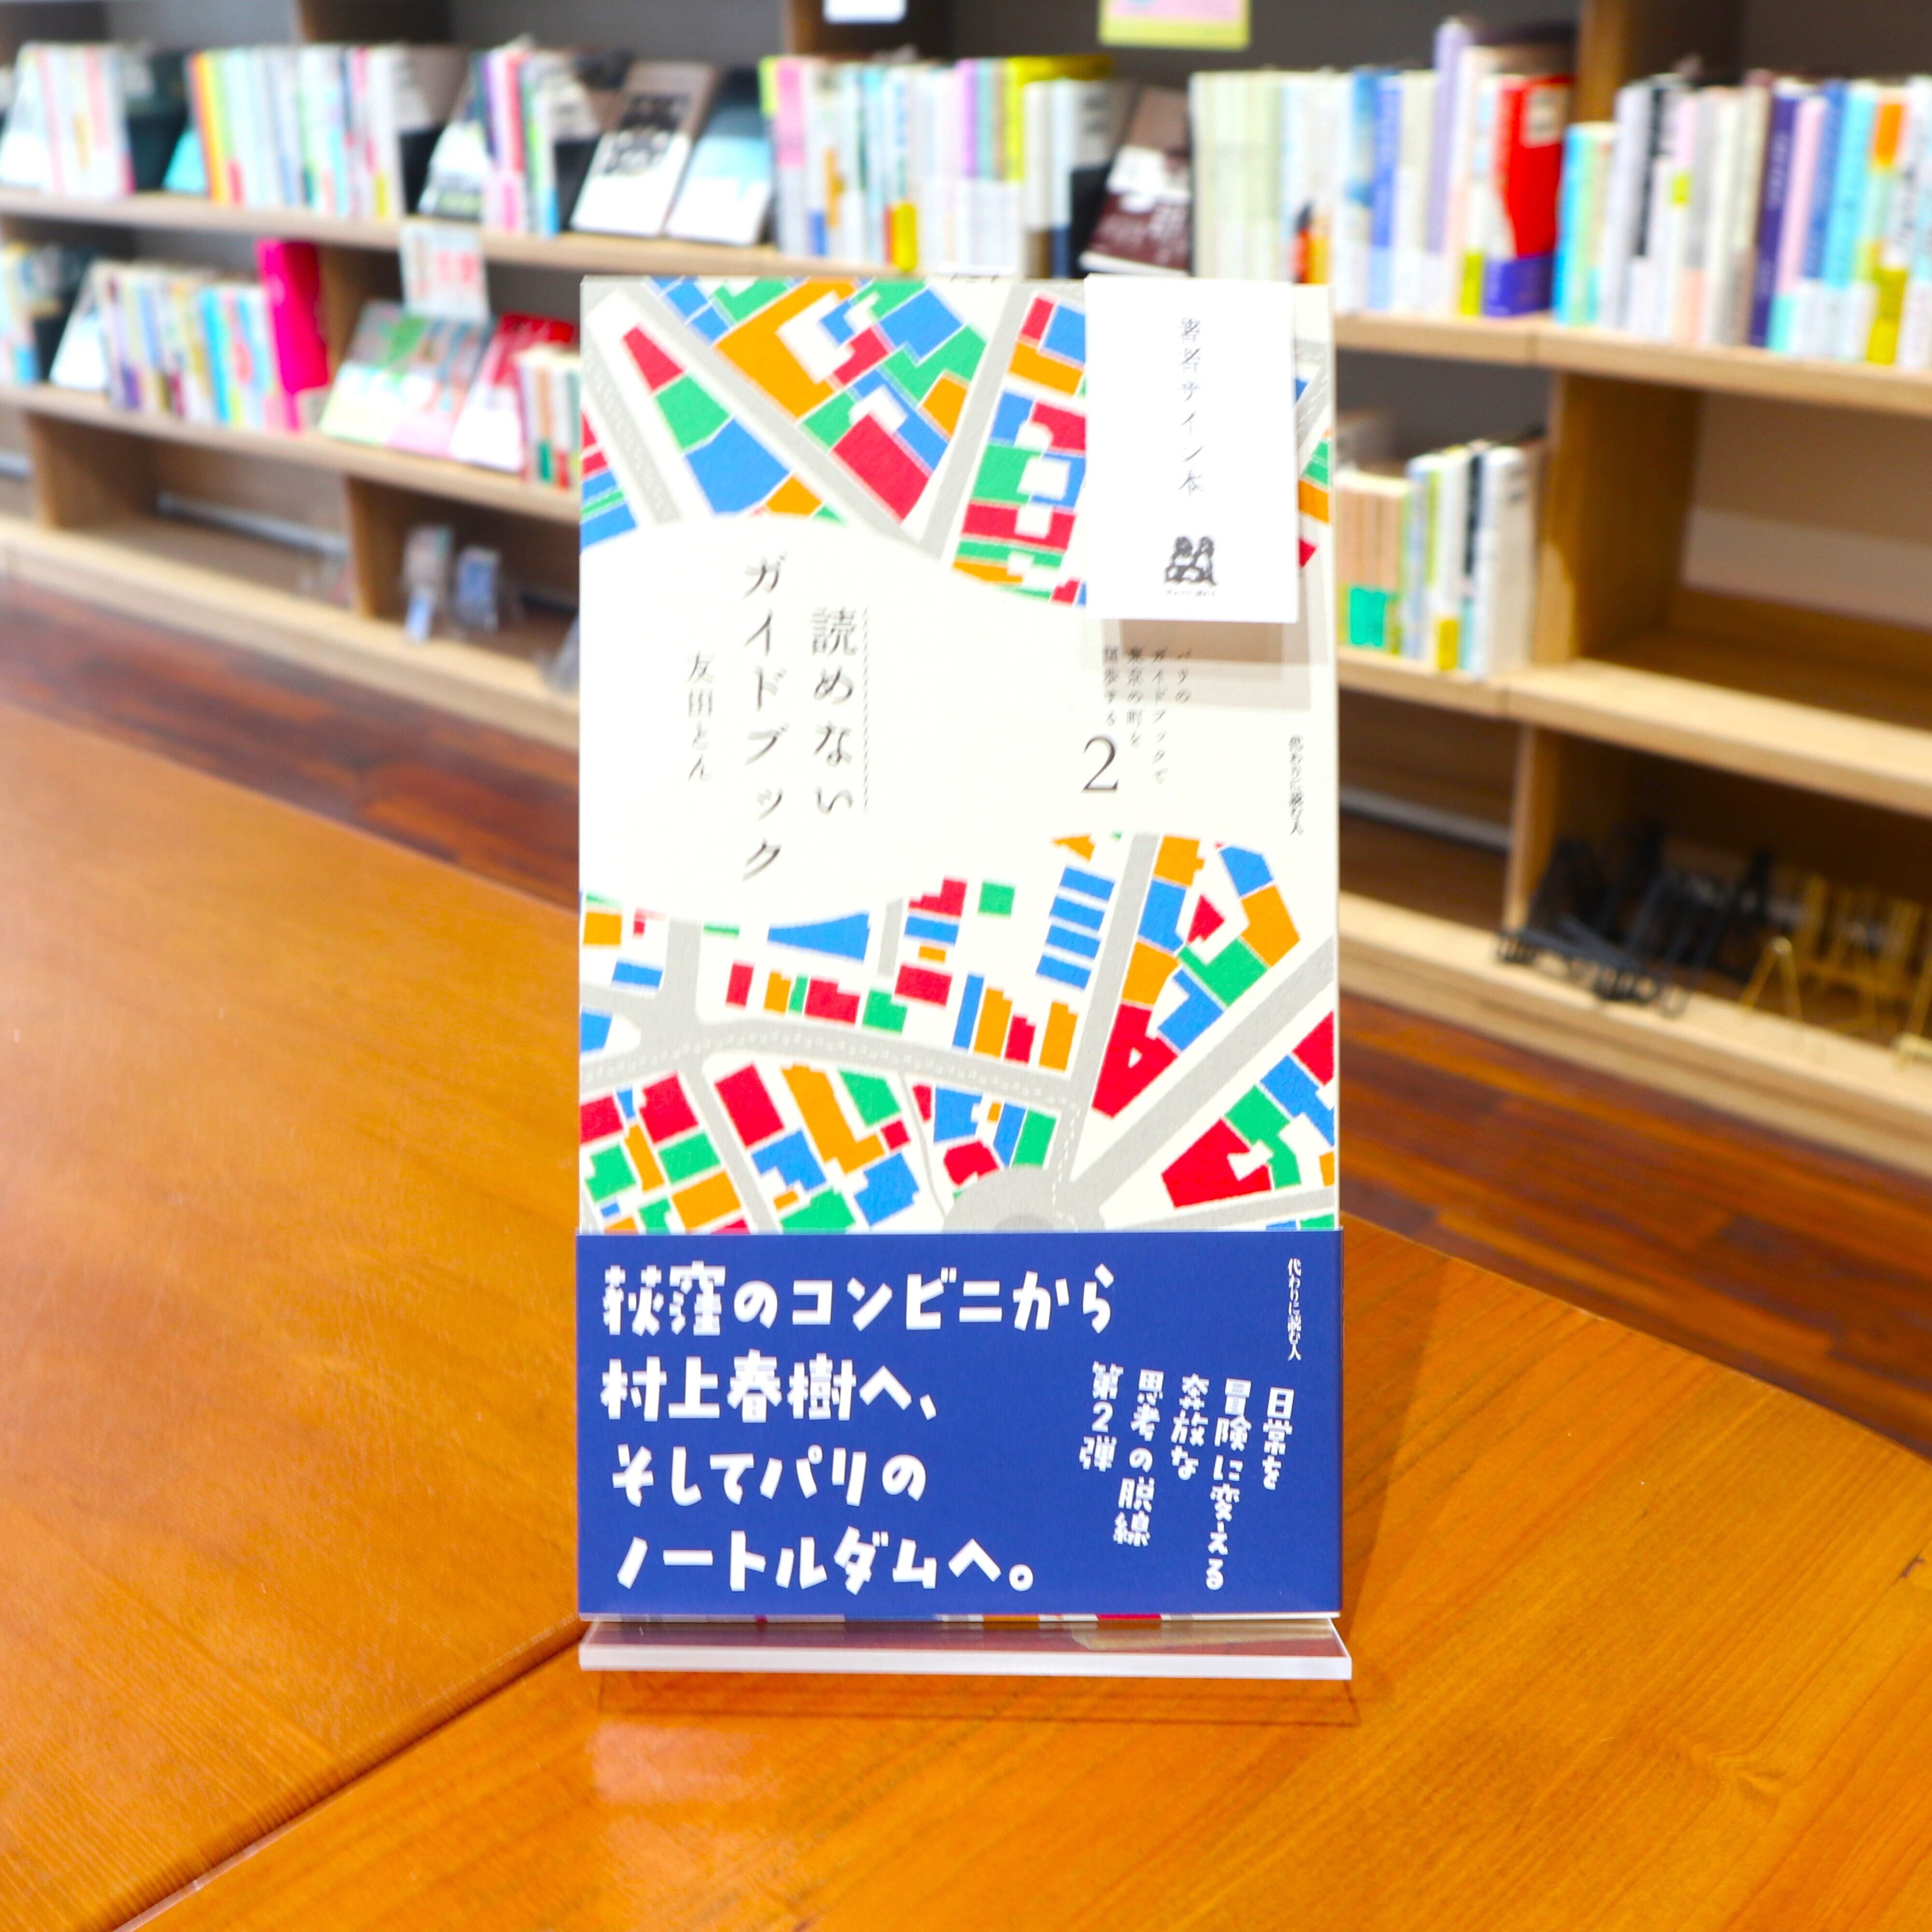 著者サイン本
パリの
ガイドブックで
東京の町を
闊歩する
2
代わりに読む人
読めない
ガイドブック
友田とん
荻窪のコンビニから
村上春樹へ、
そしてパリの
ノートルダムへ。
代わりに読む人
日常を
冒険に変える
奔放な
思考の脱線
第2弾